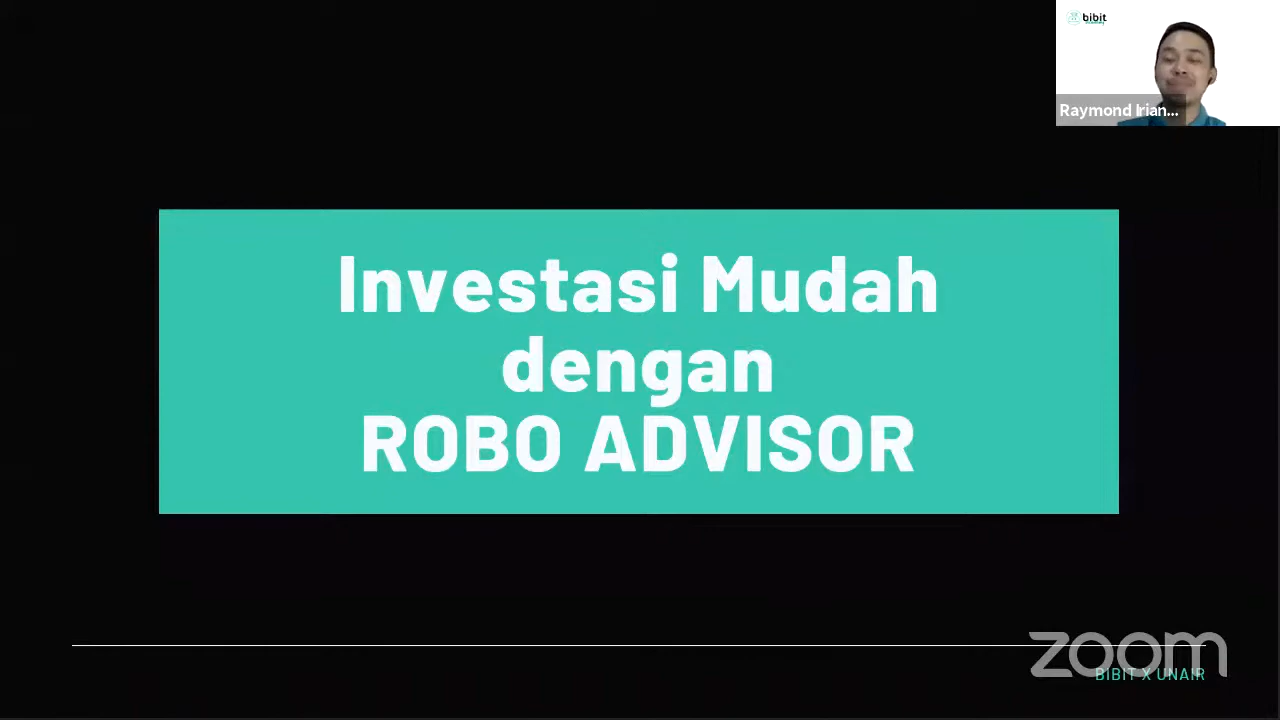 bibit
Raymond Irian...
Investasi Mudah
dengan
ROBO ADVISOR
zoom
BIBIT X UNAIR